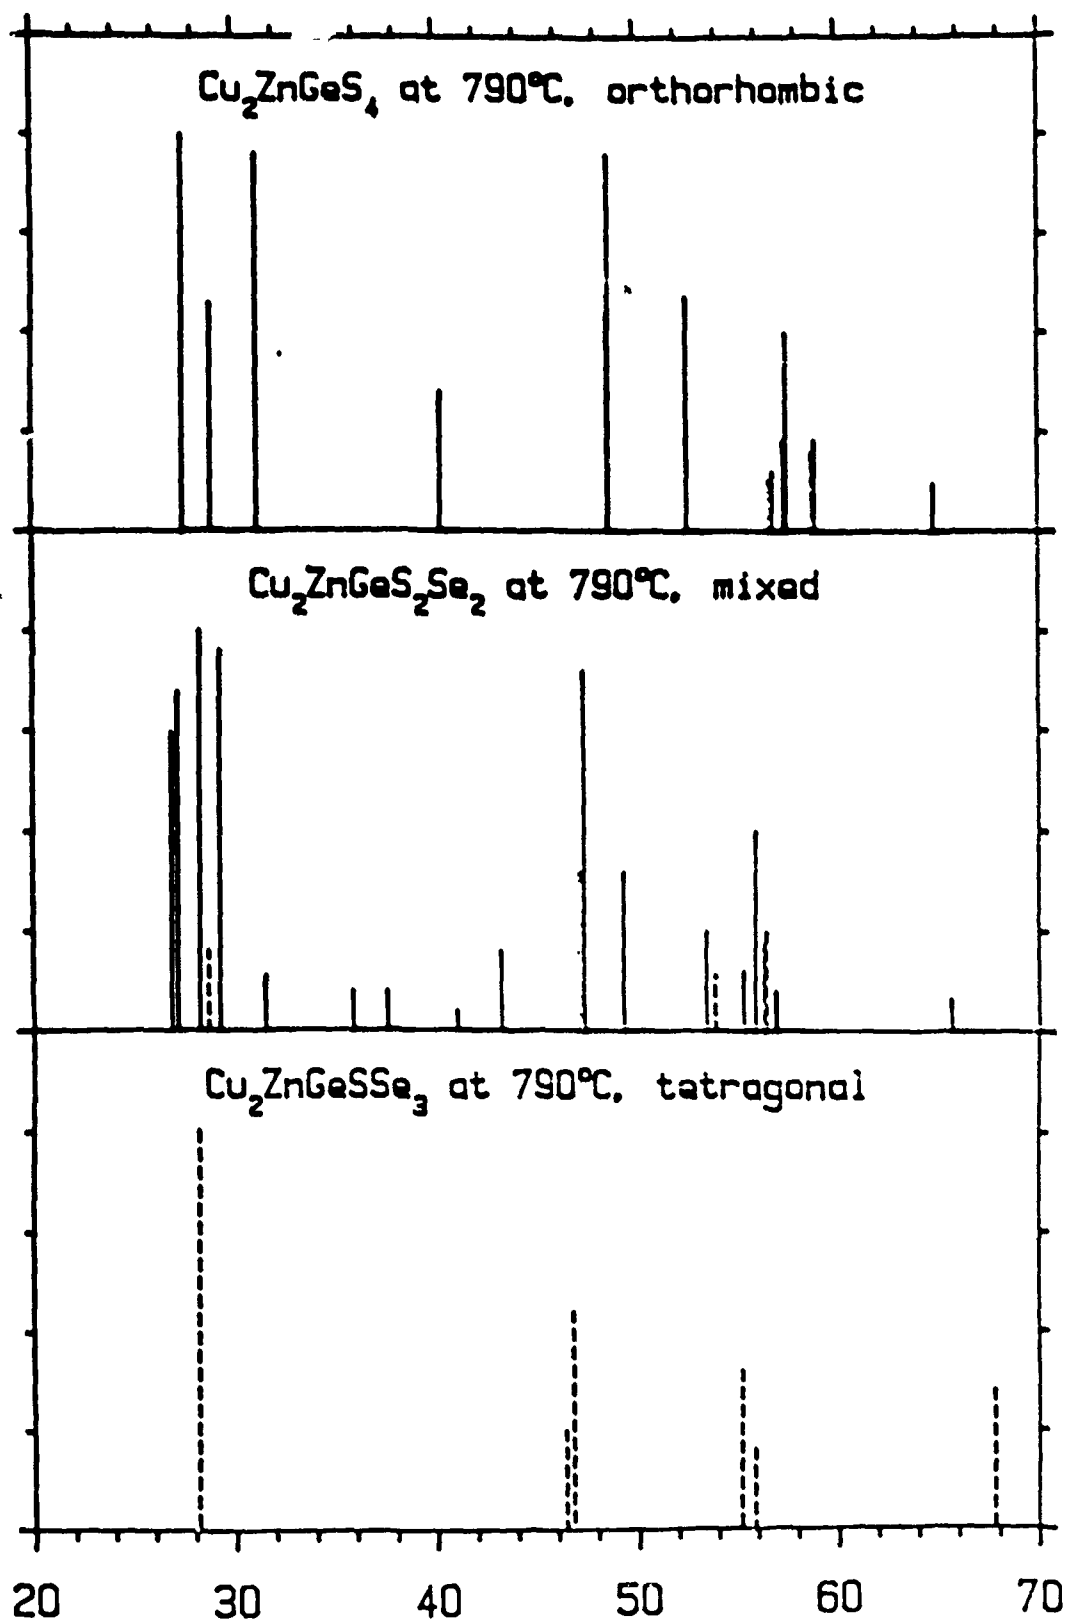 Cu₂ZnGeS₄ at 790°C, orthorhombic
Cu₂ZnGeS₂Se₂ at 790°C, mixed
Cu₂ZnGeSSe₃ at 790°C, tetragonal
20 30 40 50 60 70